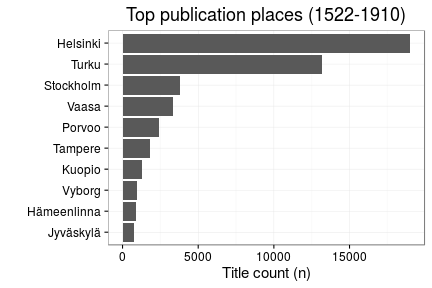 Top publication places (1522-1910)
Helsinki
Turku
Stockholm
Vaasa
Porvoo
Tampere
Kuopio
Vyborg
Hämeenlinna
Jyväskylä
0 5000 10000 15000
Title count (n)